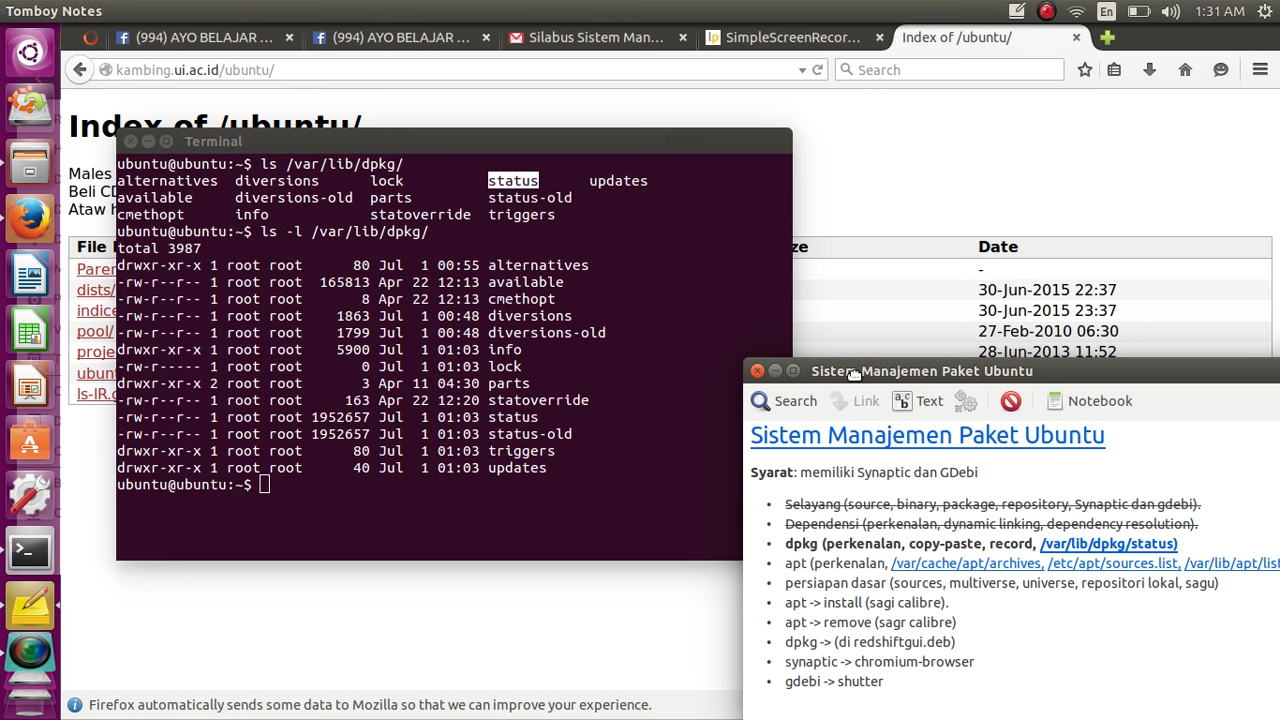 Tomboy Notes
En
1:31 AM
(994) AYO BELAJAR ...
(994) AYO BELAJAR ...
Silabus Sistem Man...
SimpleScreenRecor...
Index of /ubuntu/
kambing.ui.ac.id/ubuntu/
Search
Index of /ubuntu/
Males
Beli CD
Ataw h
File
ze
Date
Paren
-
dists/
30-Jun-2015 22:37
indice
30-Jun-2015 23:37
pool/
27-Feb-2010 06:30
proje
28-Jun-2013 11:52
ubunt
ls-lR.g
Terminal
ubuntu@ubuntu:~$ ls /var/lib/dpkg/
alternatives diversions lock status updates
available diversions-old parts status-old
cmethopt info statoverride triggers
ubuntu@ubuntu:~$ ls -l /var/lib/dpkg/
total 3987
drwxr-xr-x 1 root root 80 Jul 1 00:55 alternatives
-rw-r--r-- 1 root root 165813 Apr 22 12:13 available
-rw-r--r-- 1 root root 8 Apr 22 12:13 cmethopt
-rw-r--r-- 1 root root 1863 Jul 1 00:48 diversions
-rw-r--r-- 1 root root 1799 Jul 1 00:48 diversions-old
drwxr-xr-x 1 root root 5900 Jul 1 01:03 info
-rw-r----- 1 root root 0 Jul 1 01:03 lock
drwxr-xr-x 2 root root 3 Apr 11 04:30 parts
-rw-r--r-- 1 root root 163 Apr 22 12:20 statoverride
-rw-r--r-- 1 root root 1952657 Jul 1 01:03 status
-rw-r--r-- 1 root root 1952657 Jul 1 01:03 status-old
drwxr-xr-x 1 root root 80 Jul 1 01:03 triggers
drwxr-xr-x 1 root root 40 Jul 1 01:03 updates
ubuntu@ubuntu:~$
Sistem Manajemen Paket Ubuntu
Search Link Text Notebook
Sistem Manajemen Paket Ubuntu
Syarat: memiliki Synaptic dan GDebi
• Selayang (source, binary, package, repository, Synaptic dan gdebi).
• Dependensi (perkenalan, dynamic linking, dependency resolution).
• dpkg (perkenalan, copy-paste, record, /var/lib/dpkg/status)
• apt (perkenalan, /var/cache/apt/archives, /etc/apt/sources.list, /var/lib/apt/list
• persiapan dasar (sources, multiverse, universe, repositori lokal, sagu)
• apt -> install (sagi calibre).
• apt -> remove (sagr calibre)
• dpkg -> (di redshiftgui.deb)
• synaptic -> chromium-browser
• gdebi -> shutter
Firefox automatically sends some data to Mozilla so that we can improve your experience.